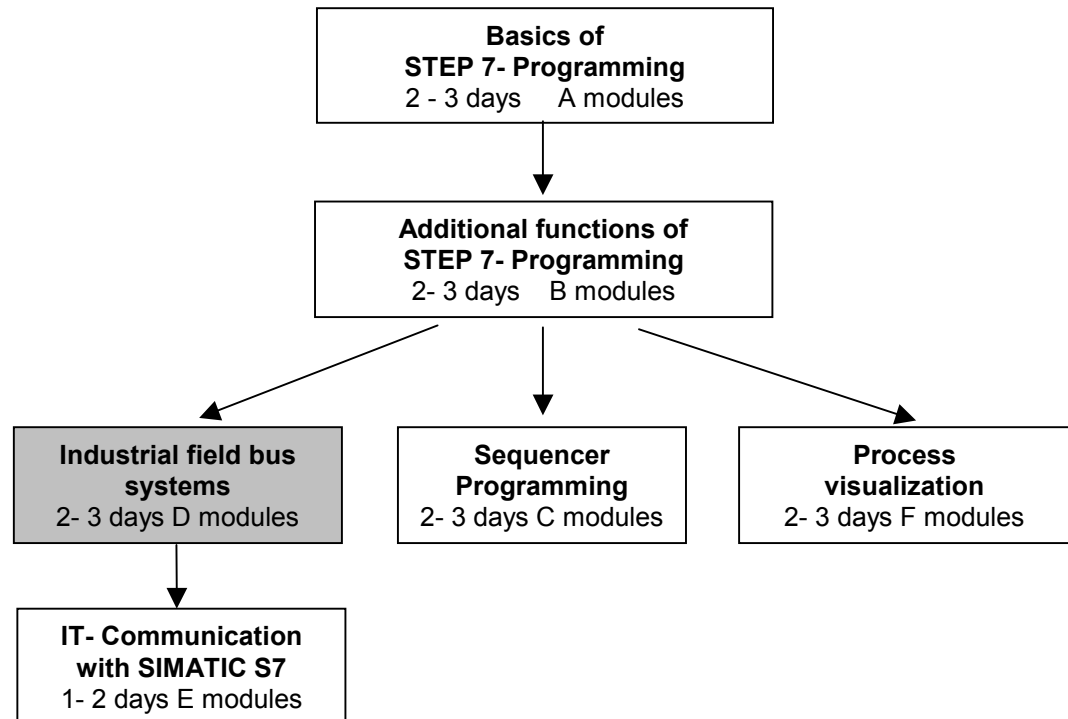 Basics of
STEP 7- Programming
2 - 3 days A modules
Additional functions of
STEP 7- Programming
2- 3 days B modules
Industrial field bus
systems
2- 3 days D modules
Sequencer
Programming
2- 3 days C modules
Process
visualization
2- 3 days F modules
IT- Communication
with SIMATIC S7
1- 2 days E modules